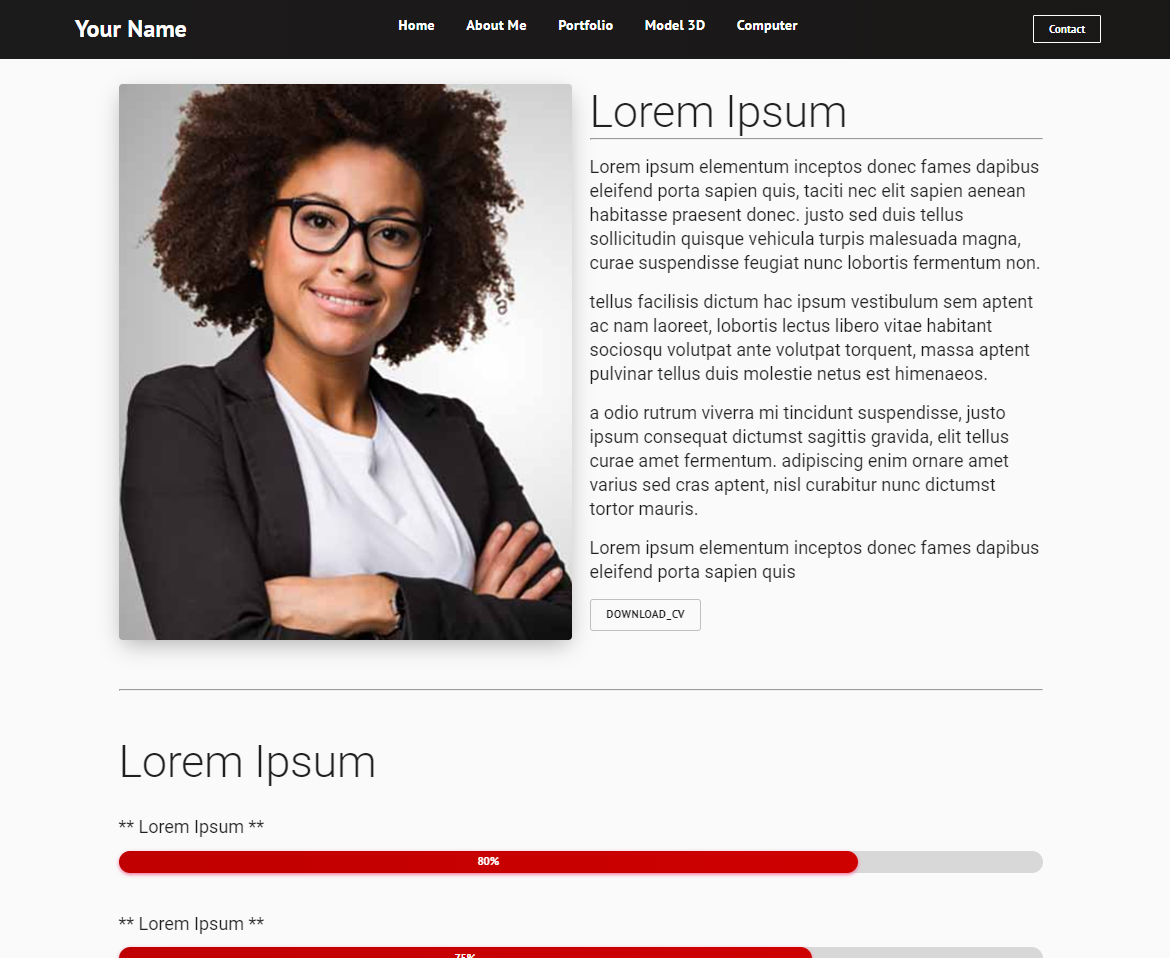 Your Name
Home About Me Portfolio Model 3D Computer
Contact
Lorem Ipsum
Lorem ipsum elementum inceptos donec fames dapibus
eleifend porta sapien quis, taciti nec elit sapien aenean
habitasse praesent donec. justo sed duis tellus
sollicitudin quisque vehicula turpis malesuada magna,
curae suspendisse feugiat nunc lobortis fermentum non.
tellus facilisis dictum hac ipsum vestibulum sem aptent
ac nam laoreet, lobortis lectus libero vitae habitant
sociosqu volutpat ante volutpat torquent, massa aptent
pulvinar tellus duis molestie netus est himenaeos.
a odio rutrum viverra mi tincidunt suspendisse, justo
ipsum consequat dictumst sagittis gravida, elit tellus
curae amet fermentum. adipiscing enim ornare amet
varius sed cras aptent, nisl curabitur nunc dictumst
tortor mauris.
Lorem ipsum elementum inceptos donec fames dapibus
eleifend porta sapien quis
DOWNLOAD_CV
Lorem Ipsum
** Lorem Ipsum **
80%
** Lorem Ipsum **
75%